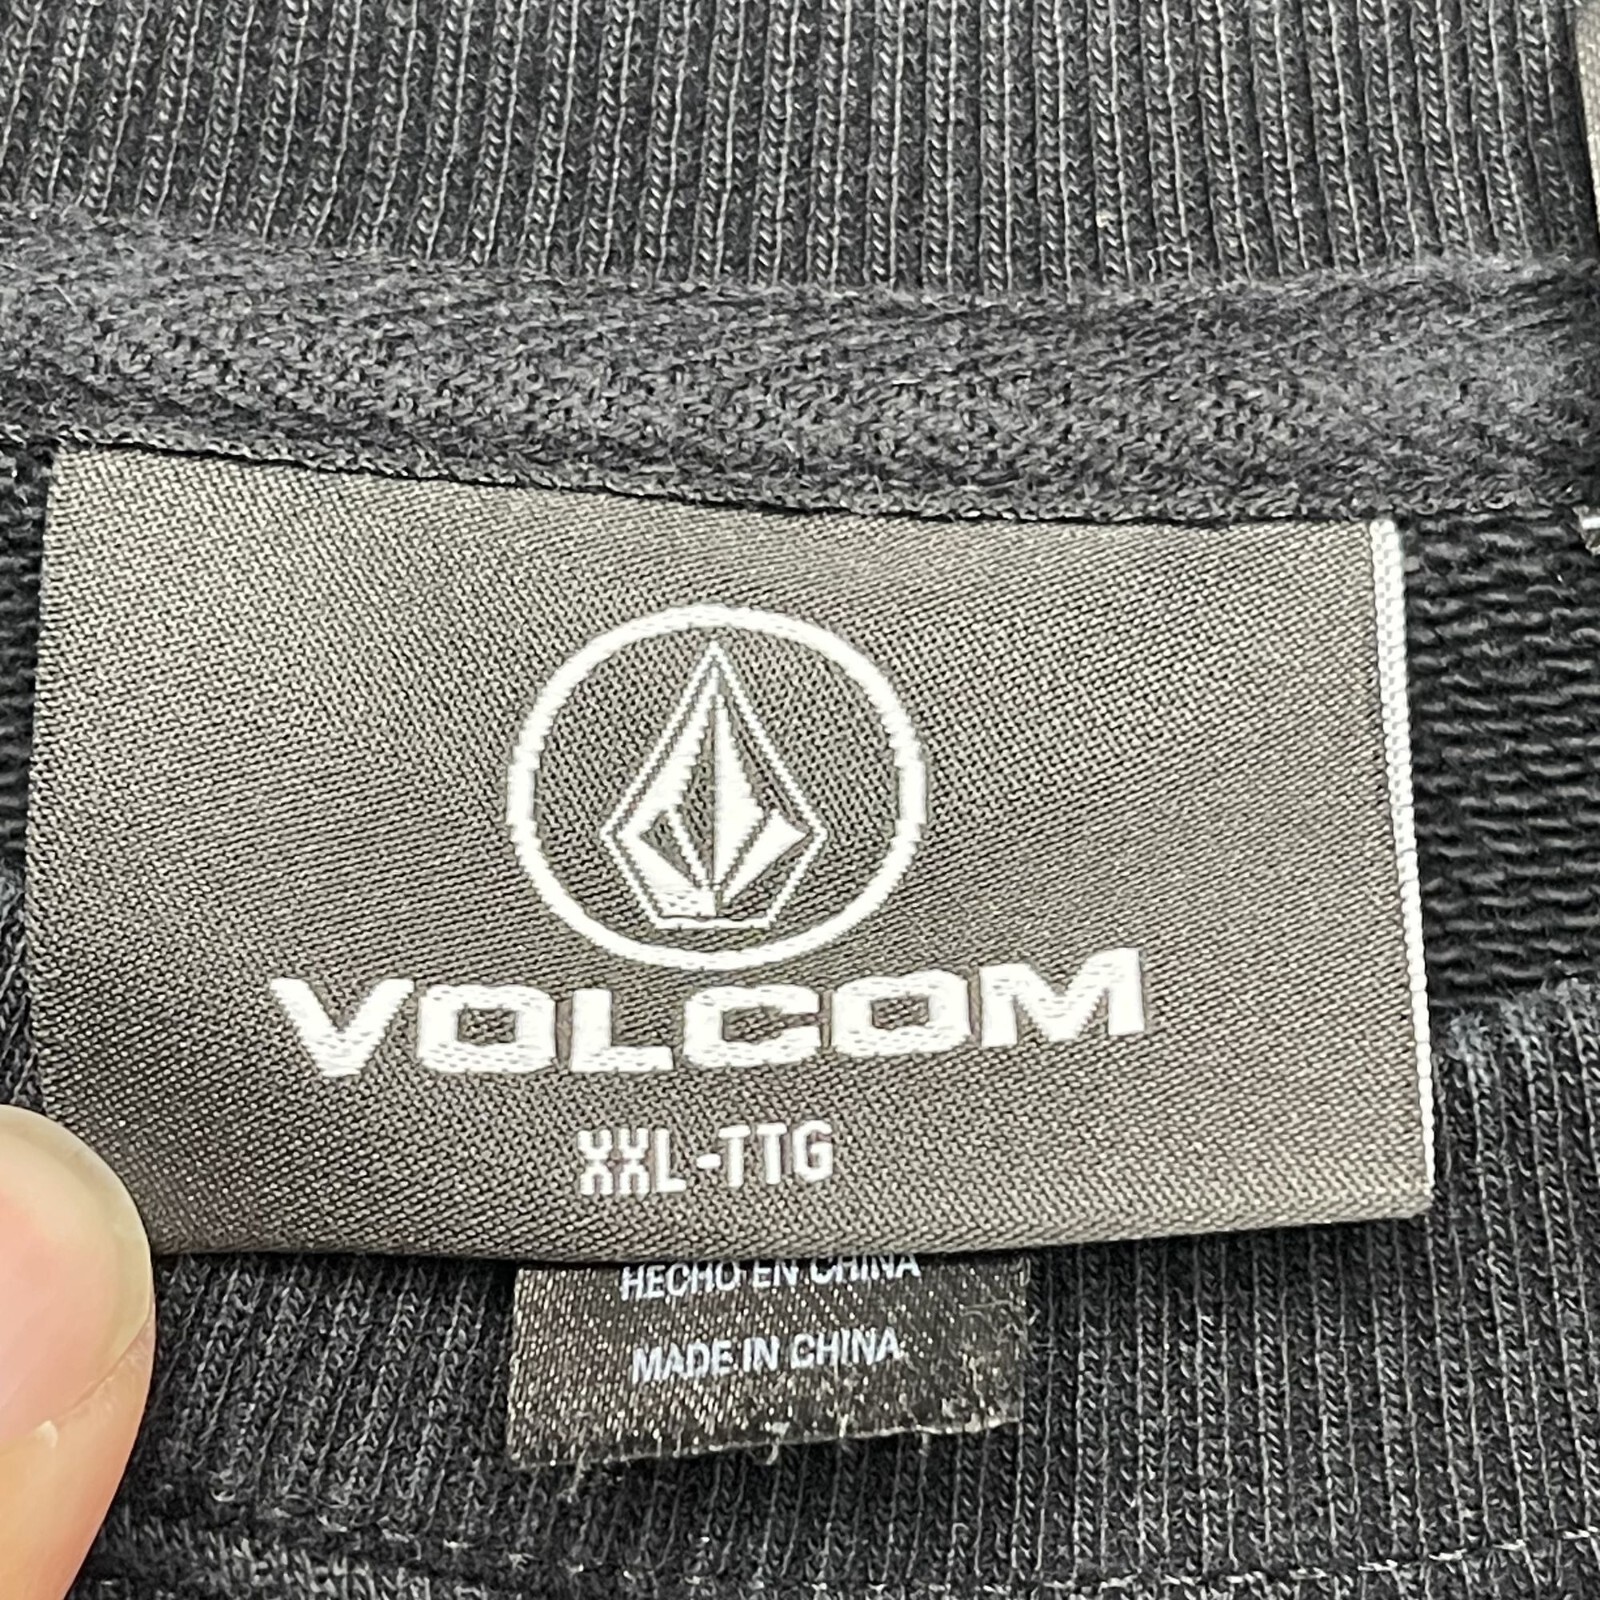 VOLCOM
XXL-TTG
HECHO EN CHINA
MADE IN CHINA